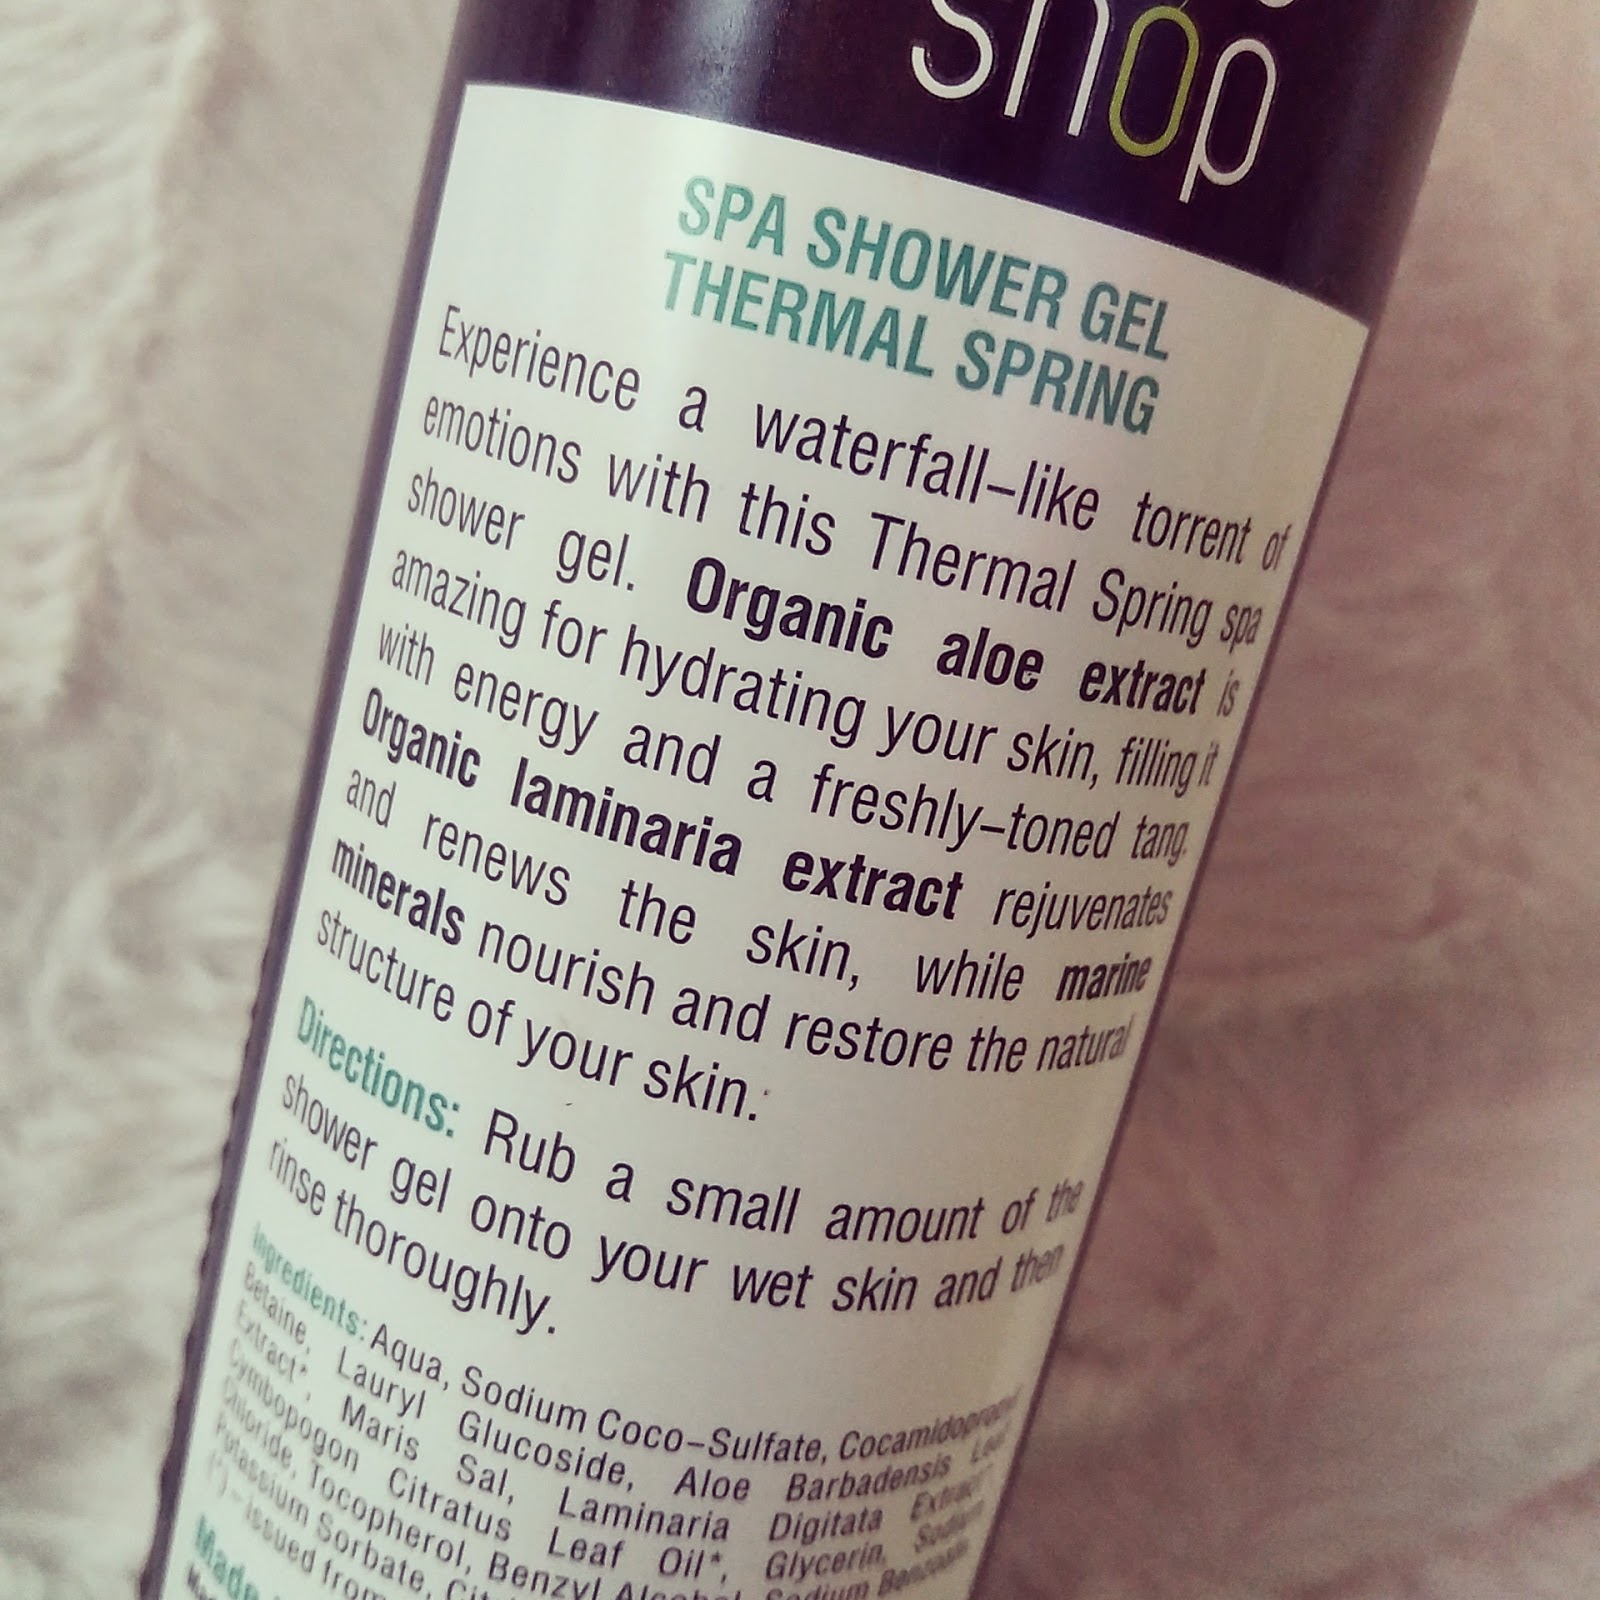 shop
SPA SHOWER GEL
THERMAL SPRING
Experience a waterfall-like torrent of
emotions with this Thermal Spring spa
shower gel. Organic aloe extract is
amazing for hydrating your skin, filling it
with energy and a freshly-toned tang.
Organic laminaria extract rejuvenates
and renews the skin, while marine
minerals nourish and restore the natural
structure of your skin.
Directions: Rub a small amount of the
shower gel onto your wet skin and then
rinse thoroughly.
Ingredients: Aqua, Sodium Coco-Sulfate,
Betaine, Lauryl Glucoside, Aloe Barbadensis Leaf
Extract*, Maris Sal, Laminaria Digitata Extract
Cymbopogon Citratus Leaf Oil*, Glycerin, Sodium
Chloride, Tocopherol, Benzyl Alcohol, Sodium Benzoate
Potassium Sorbate,
(*) - issued from
Made